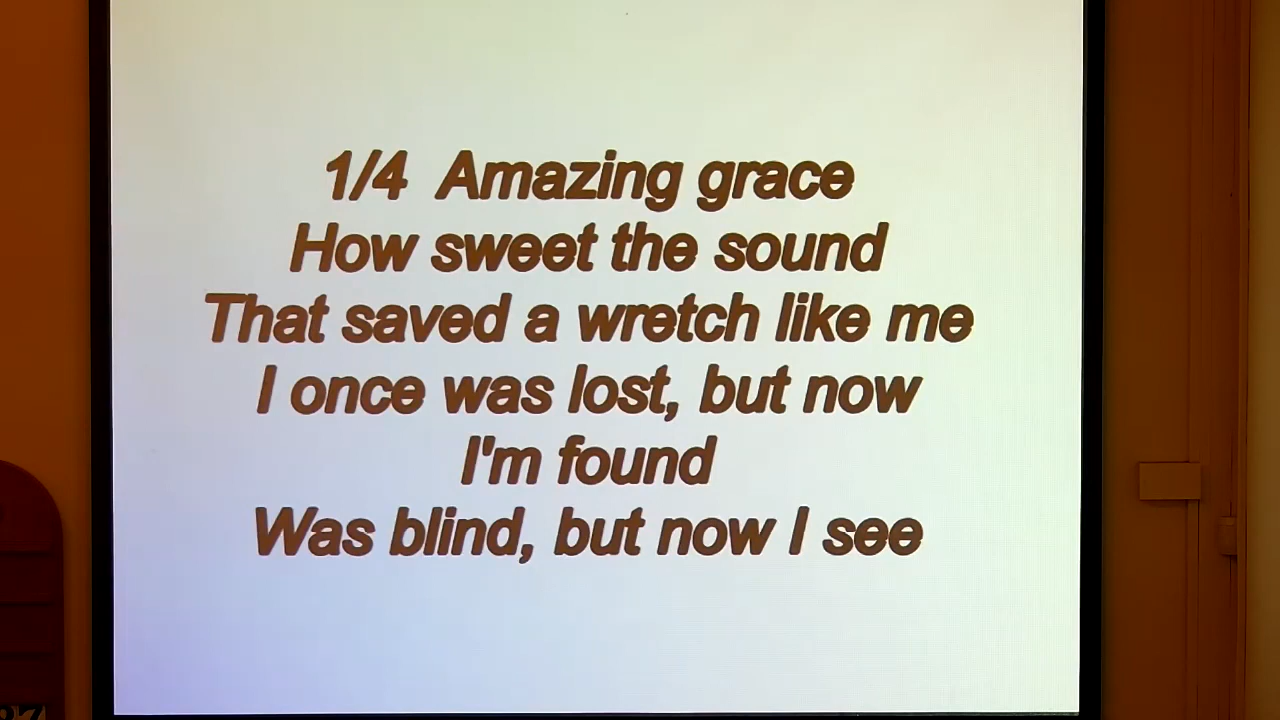 1/4 Amazing grace
How sweet the sound
That saved a wretch like me
I once was lost, but now
I'm found
Was blind, but now I see